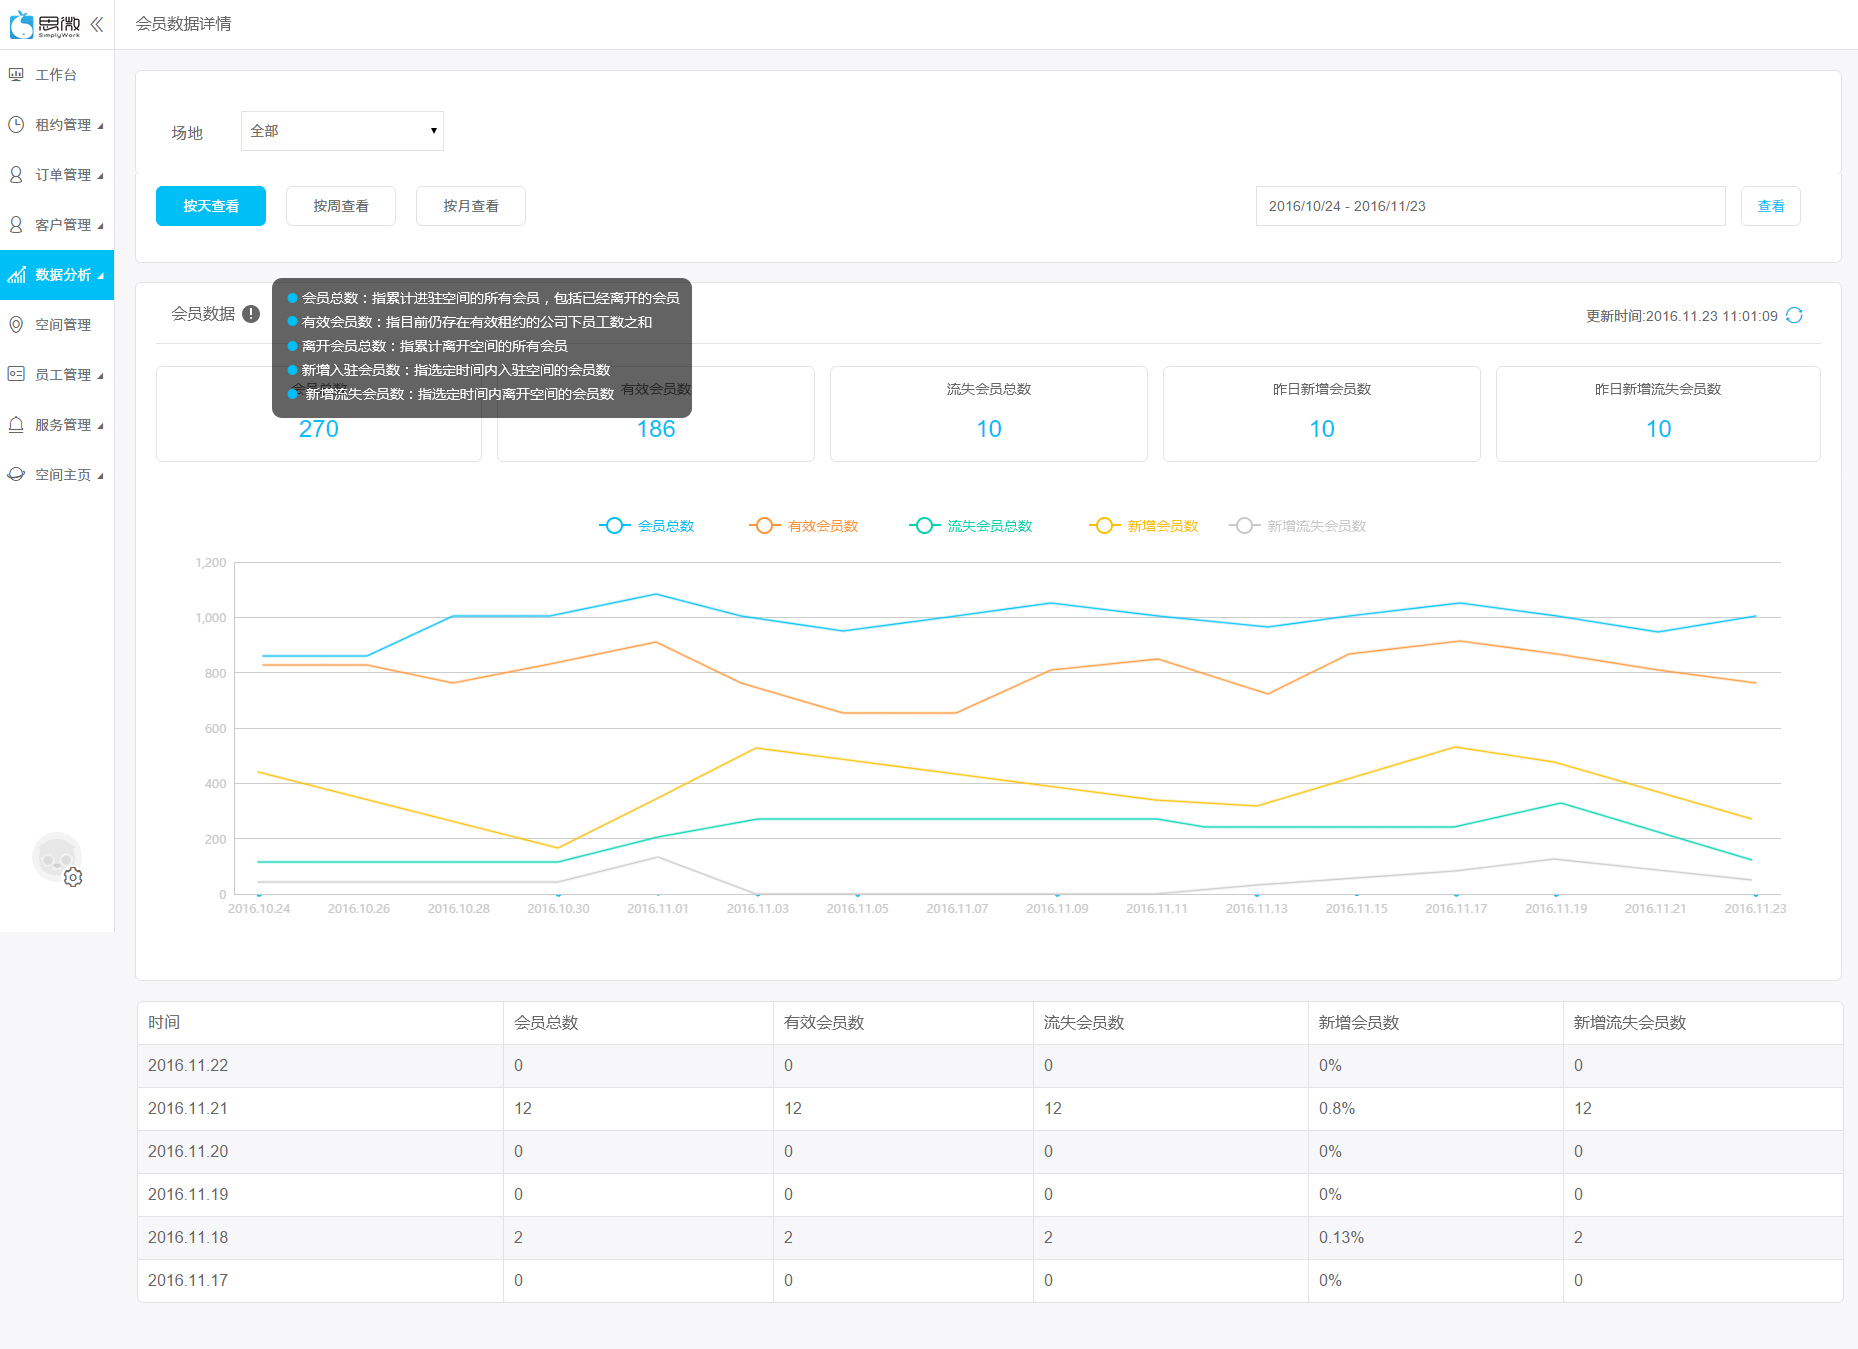 思微
SimplyWork
会员数据详情
工作台
租约管理
订单管理
客户管理
数据分析
空间管理
员工管理
服务管理
空间主页
场地
全部
按天查看
按周查看
按月查看
2016/10/24 - 2016/11/23
查看
会员数据
会员总数：指累计进驻空间的所有会员，包括已经离开的会员
有效会员数：指目前仍存在有效租约的公司下员工数之和
离开会员总数：指累计离开空间的所有会员
新增入驻会员数：指选定时间内入驻空间的会员数
新增流失会员数：指选定时间内离开空间的会员数
更新时间:2016.11.23 11:01:09
会员总数
270
有效会员数
186
流失会员总数
10
昨日新增会员数
10
昨日新增流失会员数
10
会员总数 有效会员数 流失会员总数 新增会员数 新增流失会员数
1,200
1,000
800
600
400
200
0
2016.10.24 2016.10.26 2016.10.28 2016.10.30 2016.11.01 2016.11.03 2016.11.05 2016.11.07 2016.11.09 2016.11.11 2016.11.13 2016.11.15 2016.11.17 2016.11.19 2016.11.21 2016.11.23
时间 会员总数 有效会员数 流失会员数 新增会员数 新增流失会员数
2016.11.22 0 0 0 0% 0
2016.11.21 12 12 12 0.8% 12
2016.11.20 0 0 0 0% 0
2016.11.19 0 0 0 0% 0
2016.11.18 2 2 2 0.13% 2
2016.11.17 0 0 0 0% 0